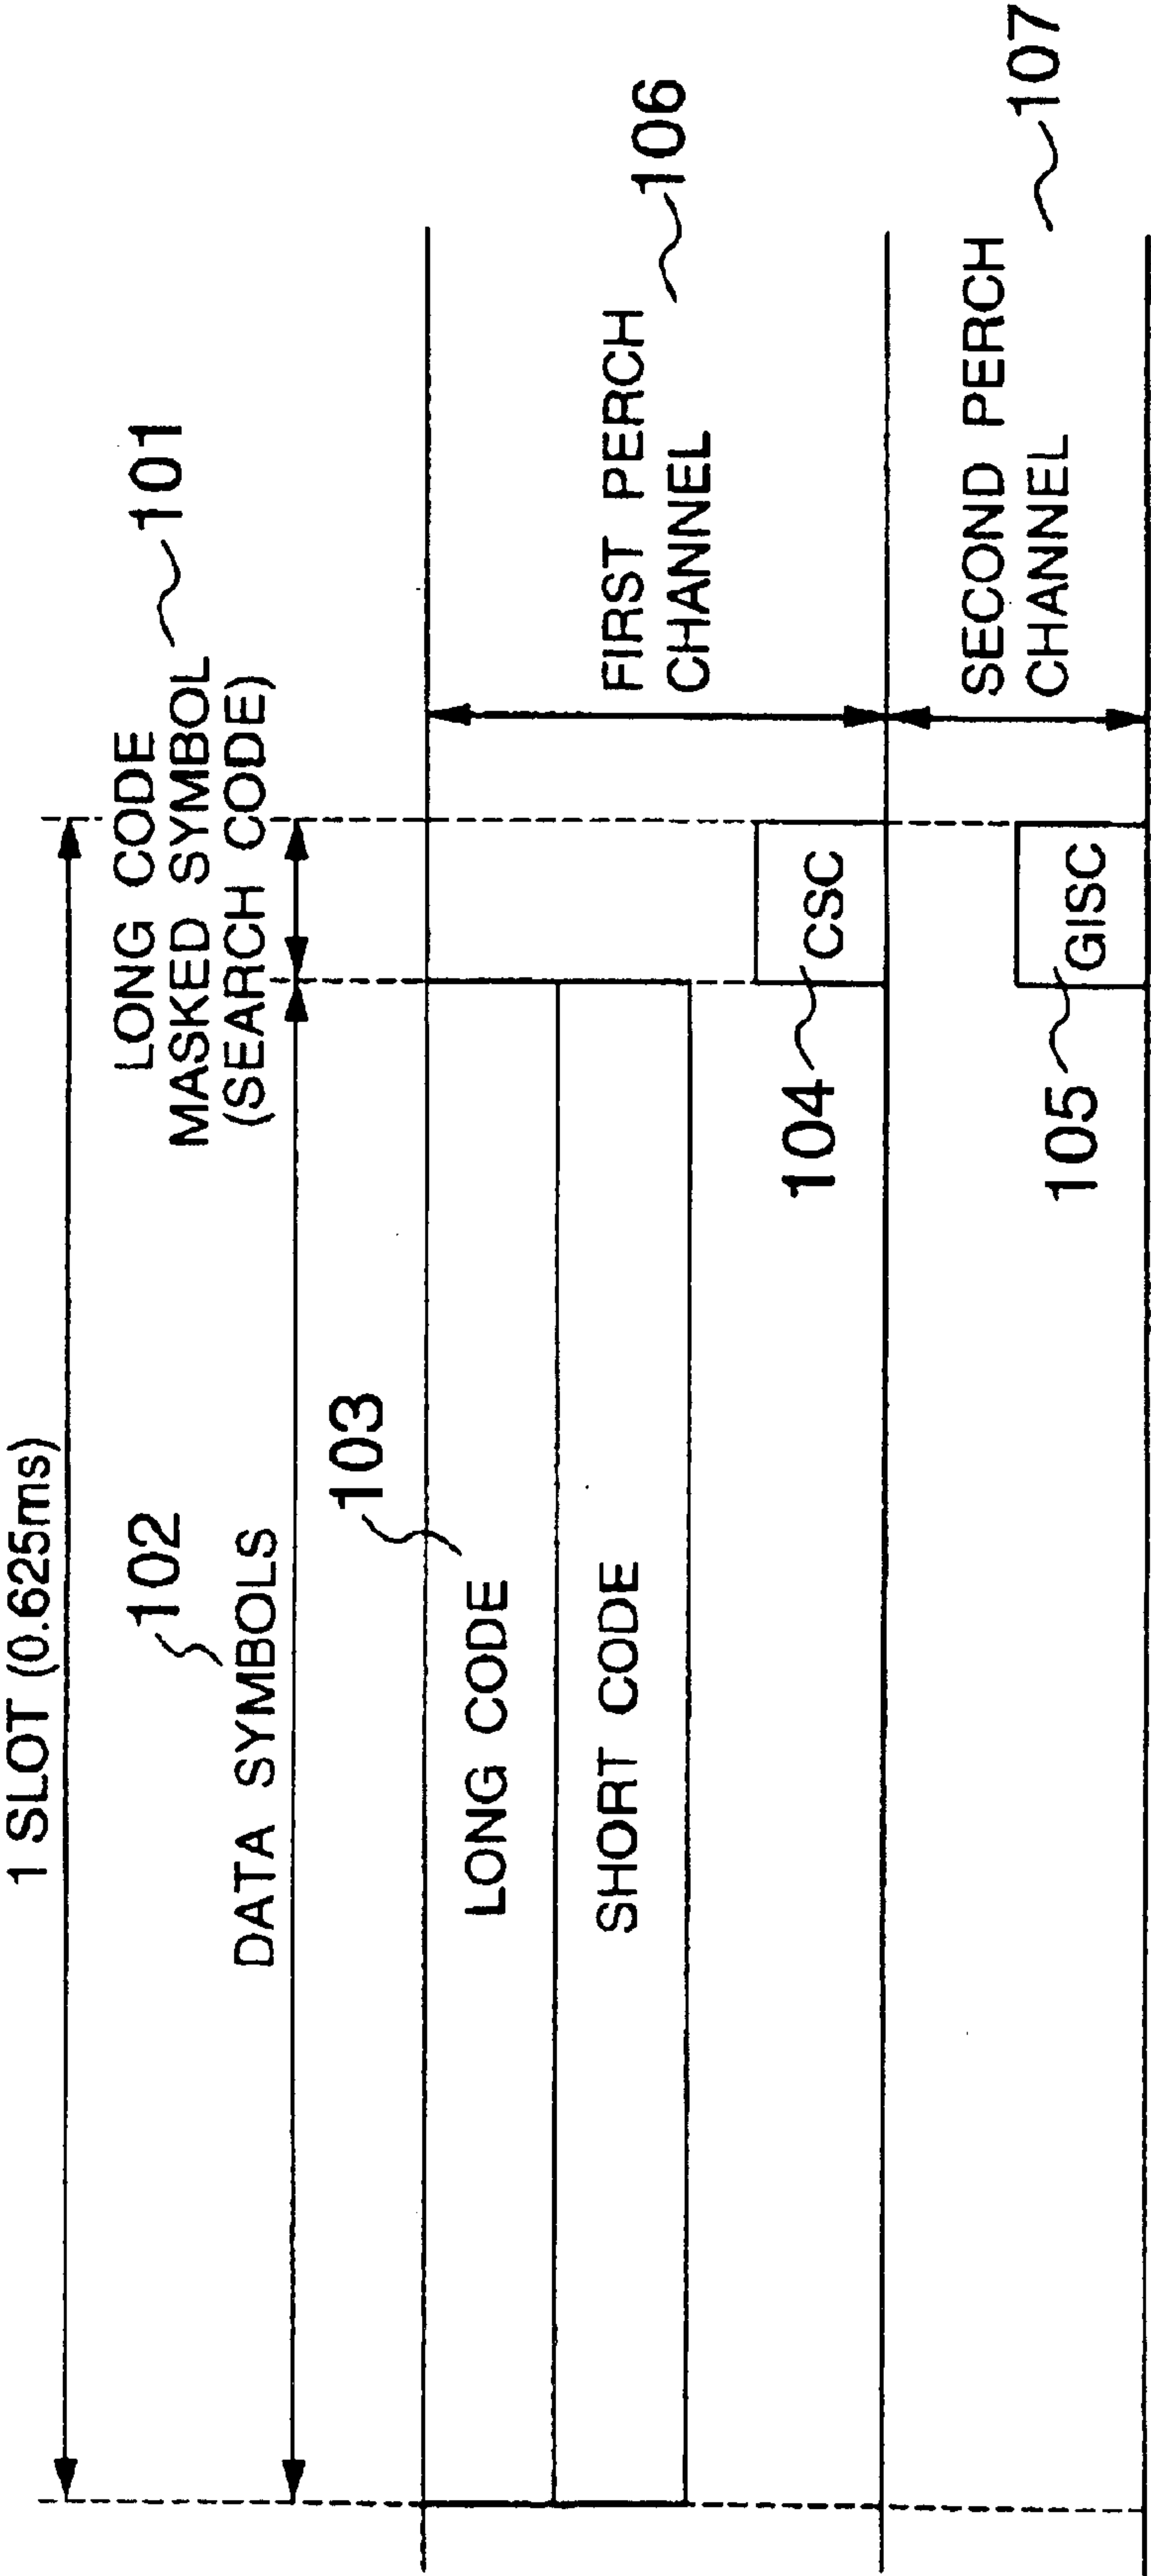 1 SLOT (0.625ms)
102
DATA SYMBOLS
LONG CODE
MASKED SYMBOL
(SEARCH CODE)
101
103
LONG CODE
SHORT CODE
FIRST PERCH
CHANNEL
106
104
CSC
SECOND PERCH
CHANNEL
107
105
GISC